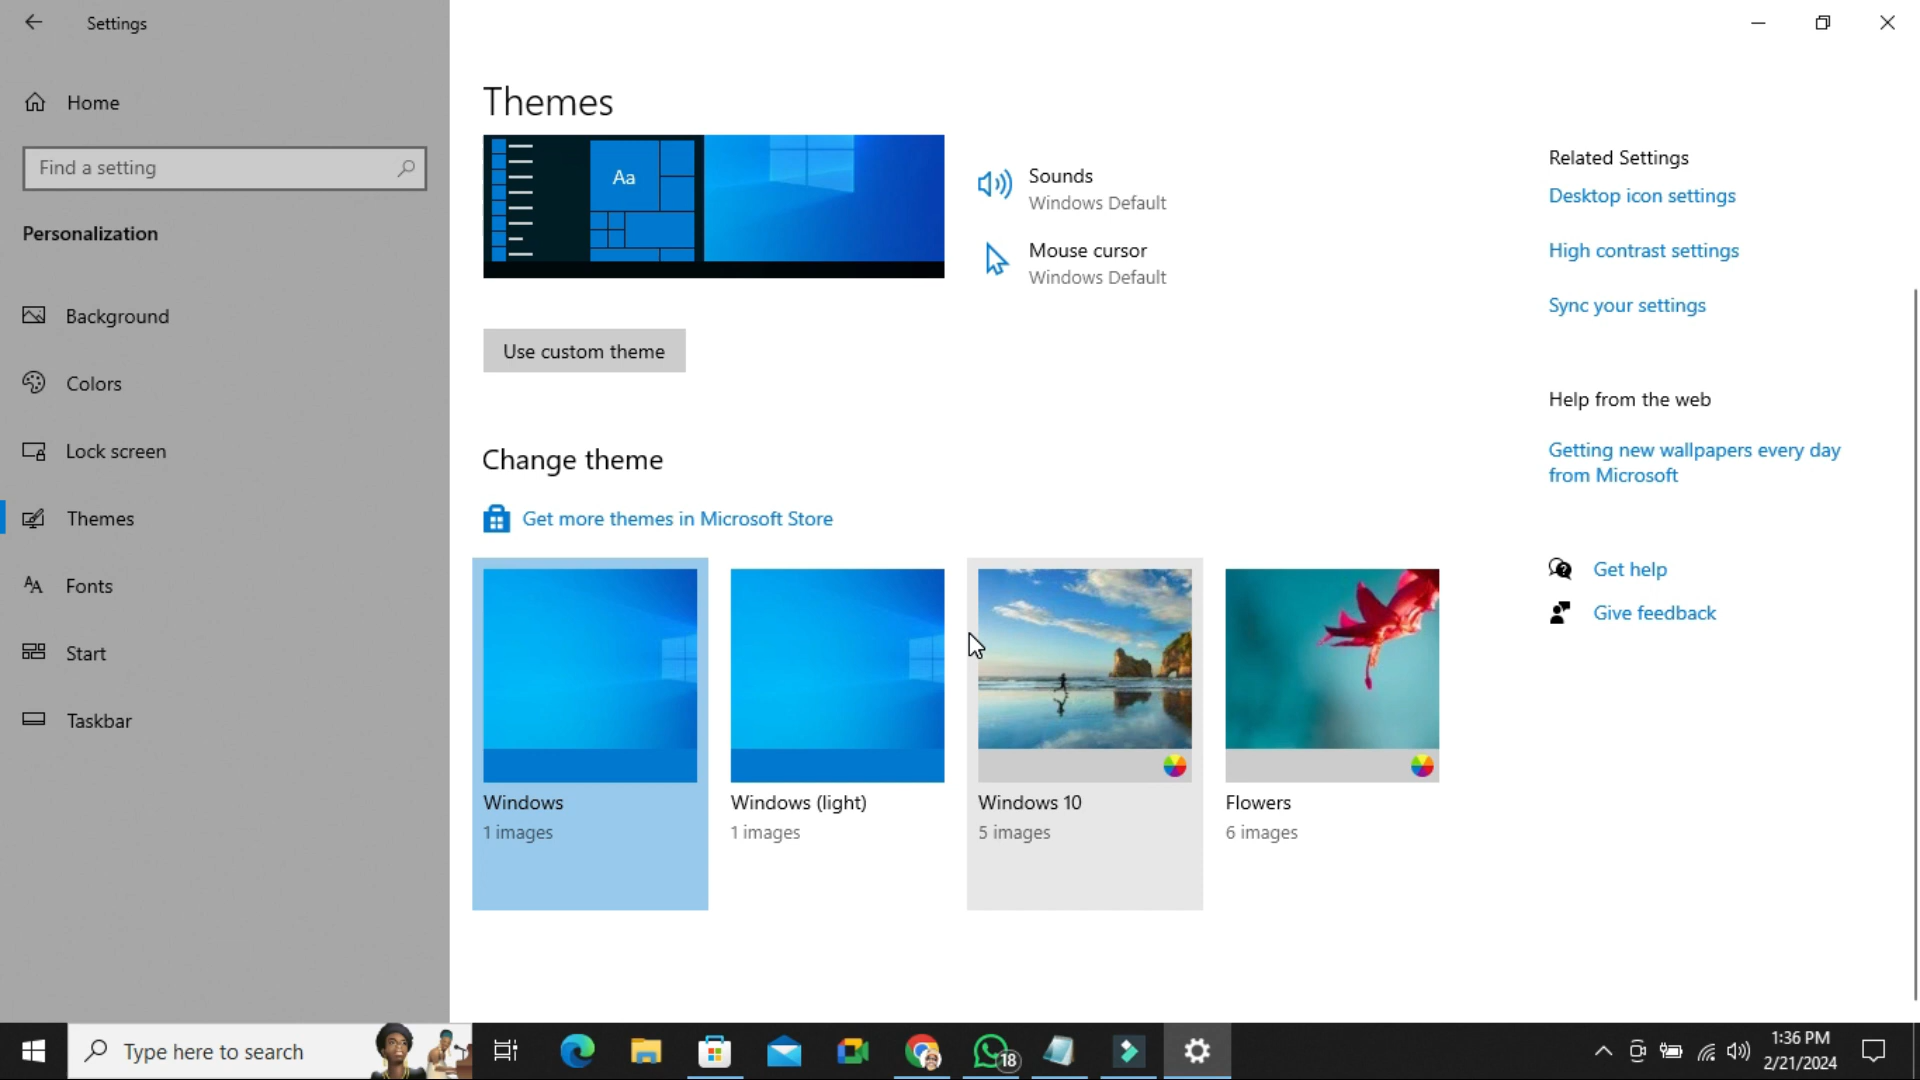 Settings
Home
Find a setting
Personalization
Background
Colors
Lock screen
Themes
Fonts
Start
Taskbar
Themes
Aa
Sounds
Windows Default
Mouse cursor
Windows Default
Use custom theme
Change theme
Get more themes in Microsoft Store
Windows
1 images
Windows (light)
1 images
Windows 10
5 images
Flowers
6 images
Related Settings
Desktop icon settings
High contrast settings
Sync your settings
Help from the web
Getting new wallpapers every day
from Microsoft
Get help
Give feedback
Type here to search
18
1:36 PM
2/21/2024